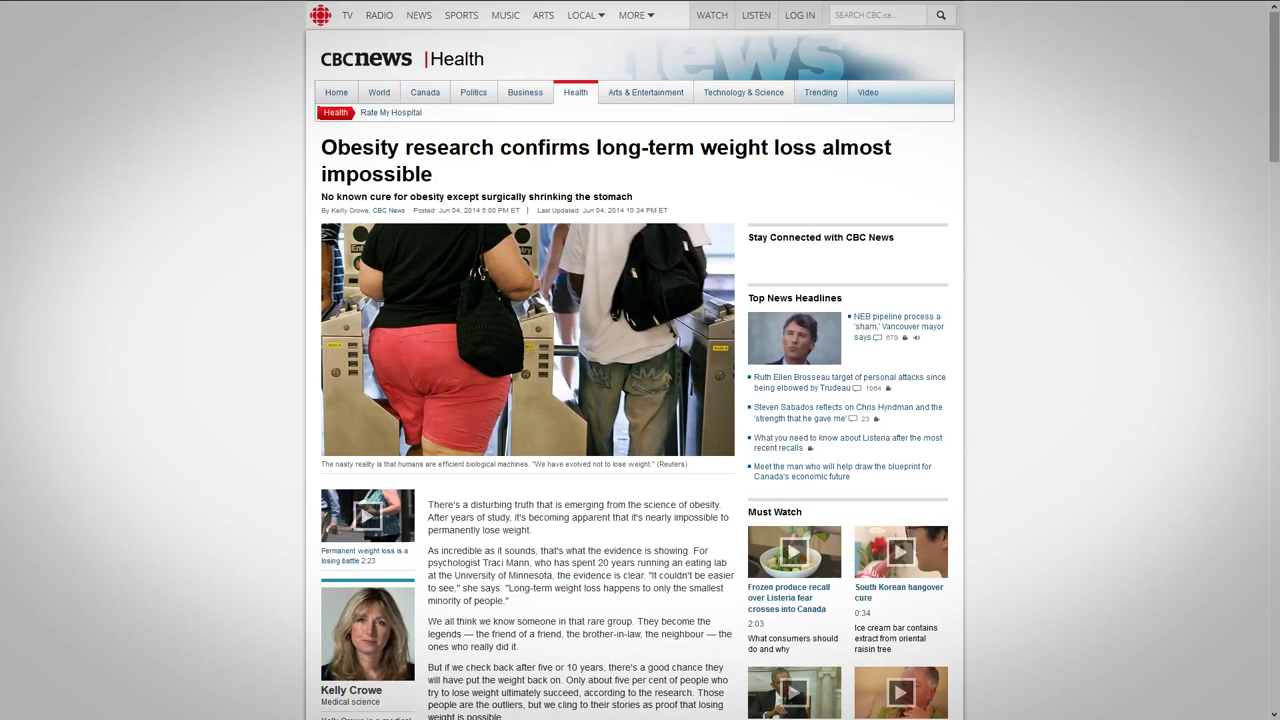 TV RADIO NEWS SPORTS MUSIC ARTS LOCAL MORE WATCH LISTEN LOG IN SEARCH CBC.ca...
CBCnews | Health
news
Home World Canada Politics Business Health Arts & Entertainment Technology & Science Trending Video
Health Rate My Hospital
Obesity research confirms long-term weight loss almost
impossible
No known cure for obesity except surgically shrinking the stomach
By Kelly Crowe, CBC News Posted: Jun 04, 2014 5:00 PM ET | Last Updated: Jun 04, 2014 10:34 PM ET
The nasty reality is that humans are efficient biological machines. "We have evolved not to lose weight." (Reuters)
Permanent weight loss is a
losing battle 2:23
Kelly Crowe
Medical science
There's a disturbing truth that is emerging from the science of obesity.
After years of study, it's becoming apparent that it's nearly impossible to
permanently lose weight.
As incredible as it sounds, that's what the evidence is showing. For
psychologist Traci Mann, who has spent 20 years running an eating lab
at the University of Minnesota, the evidence is clear. "It couldn't be easier
to see," she says. "Long-term weight loss happens to only the smallest
minority of people."
We all think we know someone in that rare group. They become the
legends — the friend of a friend, the brother-in-law, the neighbour — the
ones who really did it.
But if we check back after five or 10 years, there's a good chance they
will have put the weight back on. Only about five per cent of people who
try to lose weight ultimately succeed, according to the research. Those
people are the outliers, but we cling to their stories as proof that losing
weight is possible
Stay Connected with CBC News
Top News Headlines
NEB pipeline process a
'sham,' Vancouver mayor
says 679
Ruth Ellen Brosseau target of personal attacks since
being elbowed by Trudeau 1064
Steven Sabados reflects on Chris Hyndman and the
'strength that he gave me' 23
What you need to know about Listeria after the most
recent recalls
Meet the man who will help draw the blueprint for
Canada's economic future
Must Watch
Frozen produce recall
over Listeria fear
crosses into Canada
2:03
What consumers should
do and why
South Korean hangover
cure
0:34
Ice cream bar contains
extract from oriental
raisin tree